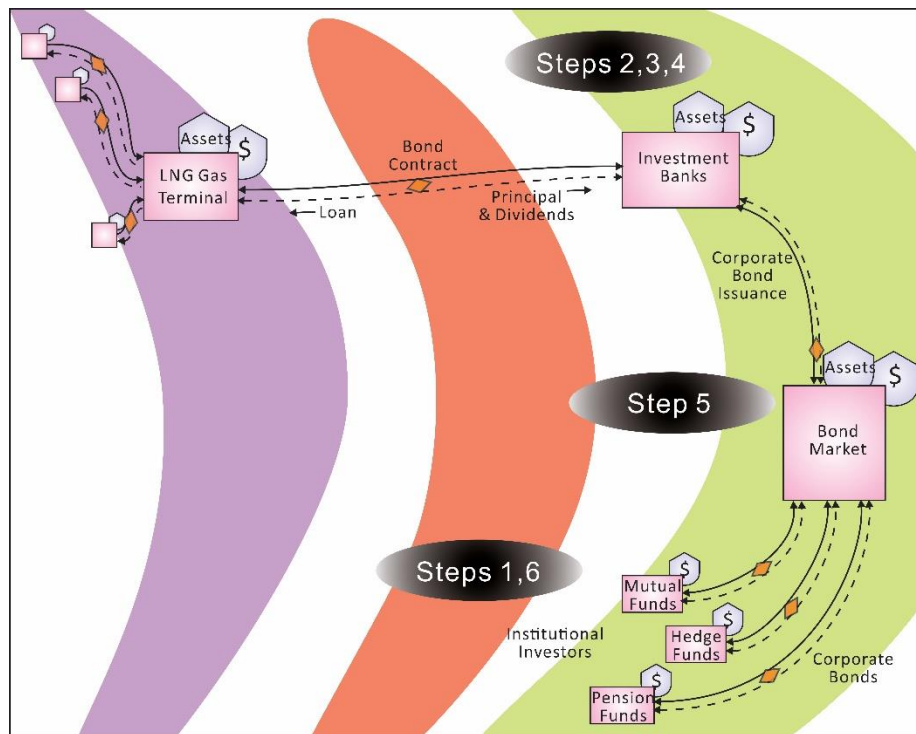 Steps 2,3,4
Assets
$
LNG Gas
Terminal
Bond
Contract
Loan
Principal
& Dividends
Assets
$
Investment
Banks
Corporate
Bond
Issuance
Assets
$
Step 5
Bond
Market
Steps 1,6
$
Mutual
Funds
Institutional
Investors
$
Hedge
Funds
Corporate
Bonds
$
Pension
Funds